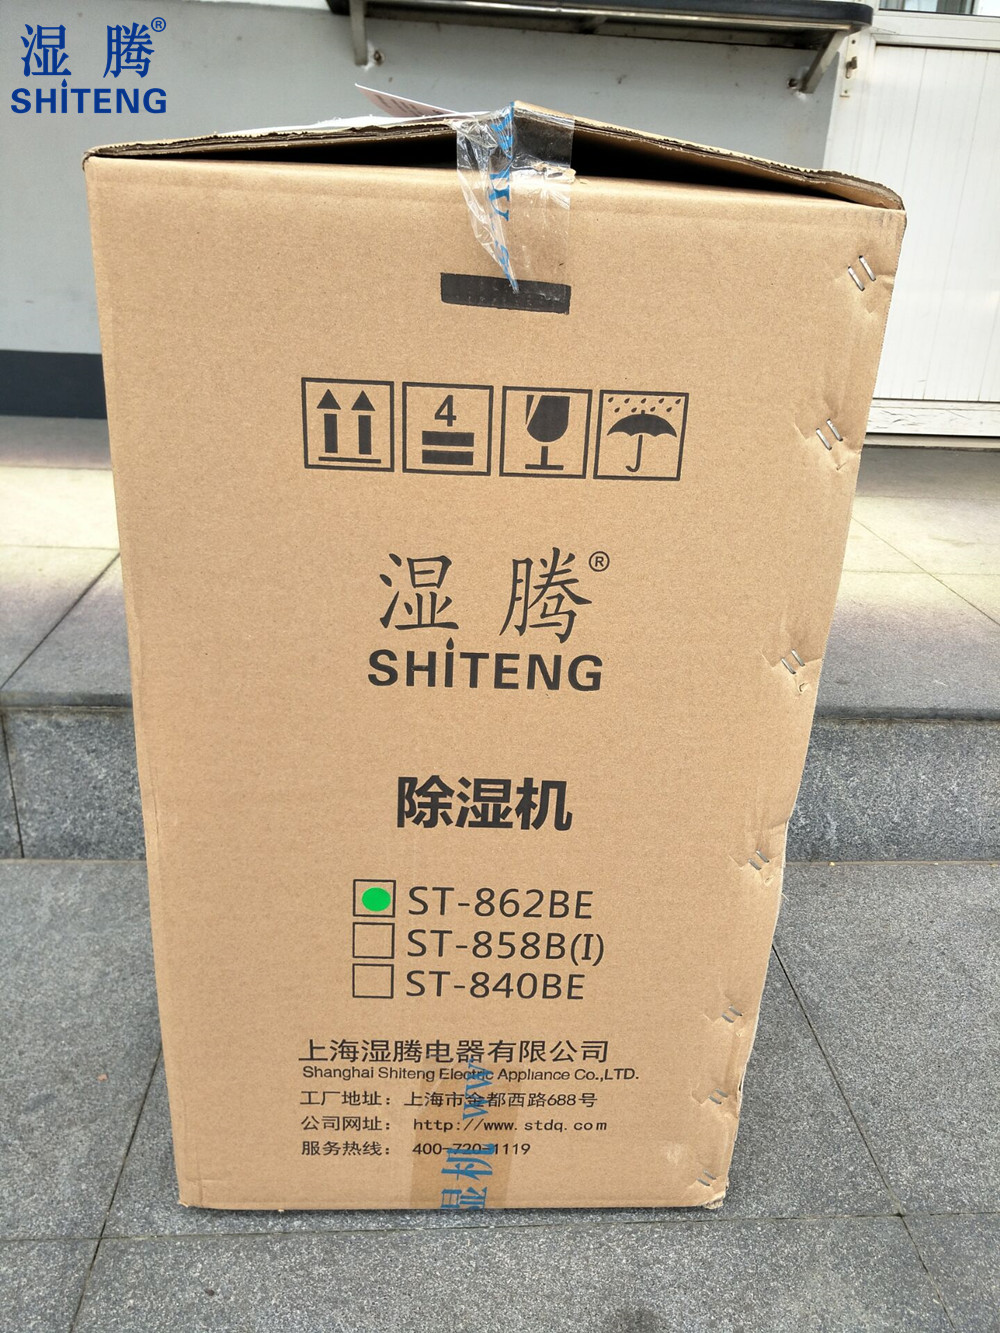 湿 腾®
SHiTENG
4
湿 腾®
SHiTENG
除湿机
ST-862BE
ST-858B(I)
ST-840BE
上海湿腾电器有限公司
Shanghai Shiteng Electric Appliance Co.,LTD.
工厂地址：上海市金都西路688号
公司网址： http://www.stdq.com
服务热线： 400-720-1119
湿机 WW